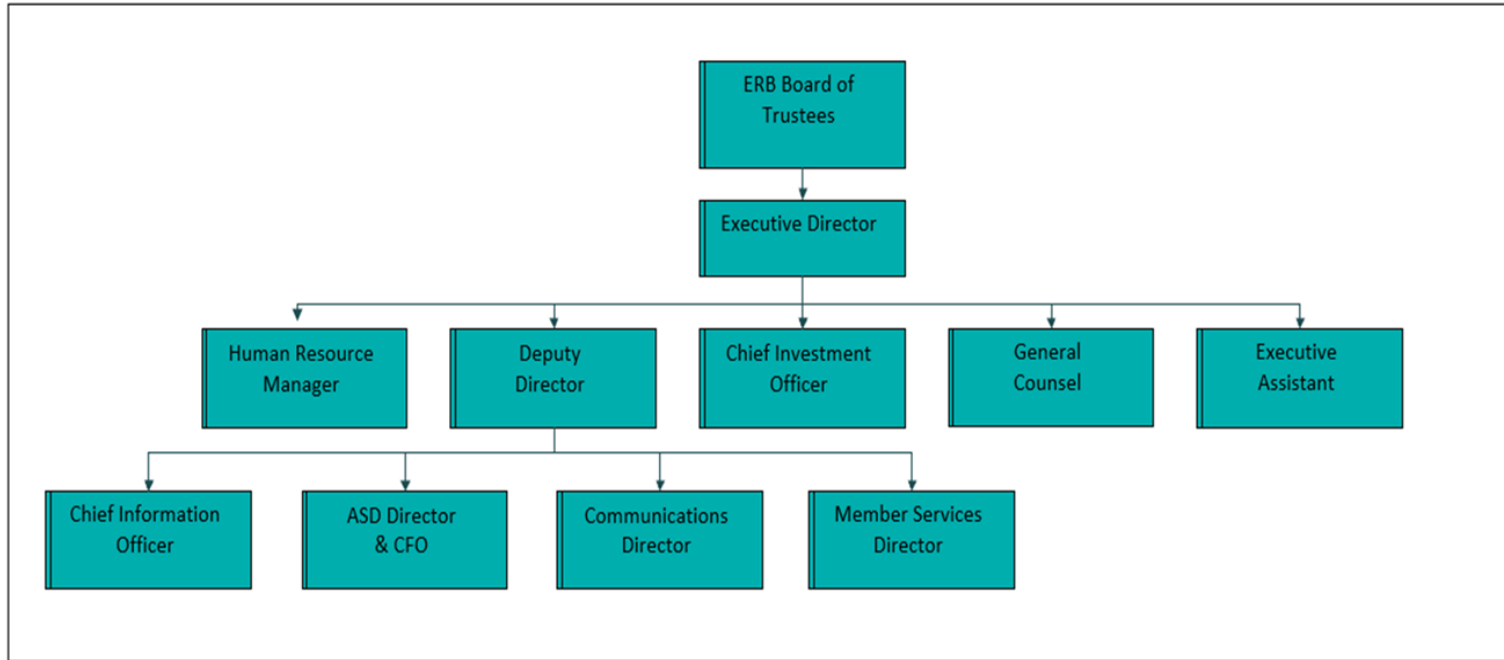 ERB Board of
Trustees
Executive Director
Human Resource
Manager
Deputy
Director
Chief Investment
Officer
General
Counsel
Executive
Assistant
Chief Information
Officer
ASD Director
& CFO
Communications
Director
Member Services
Director